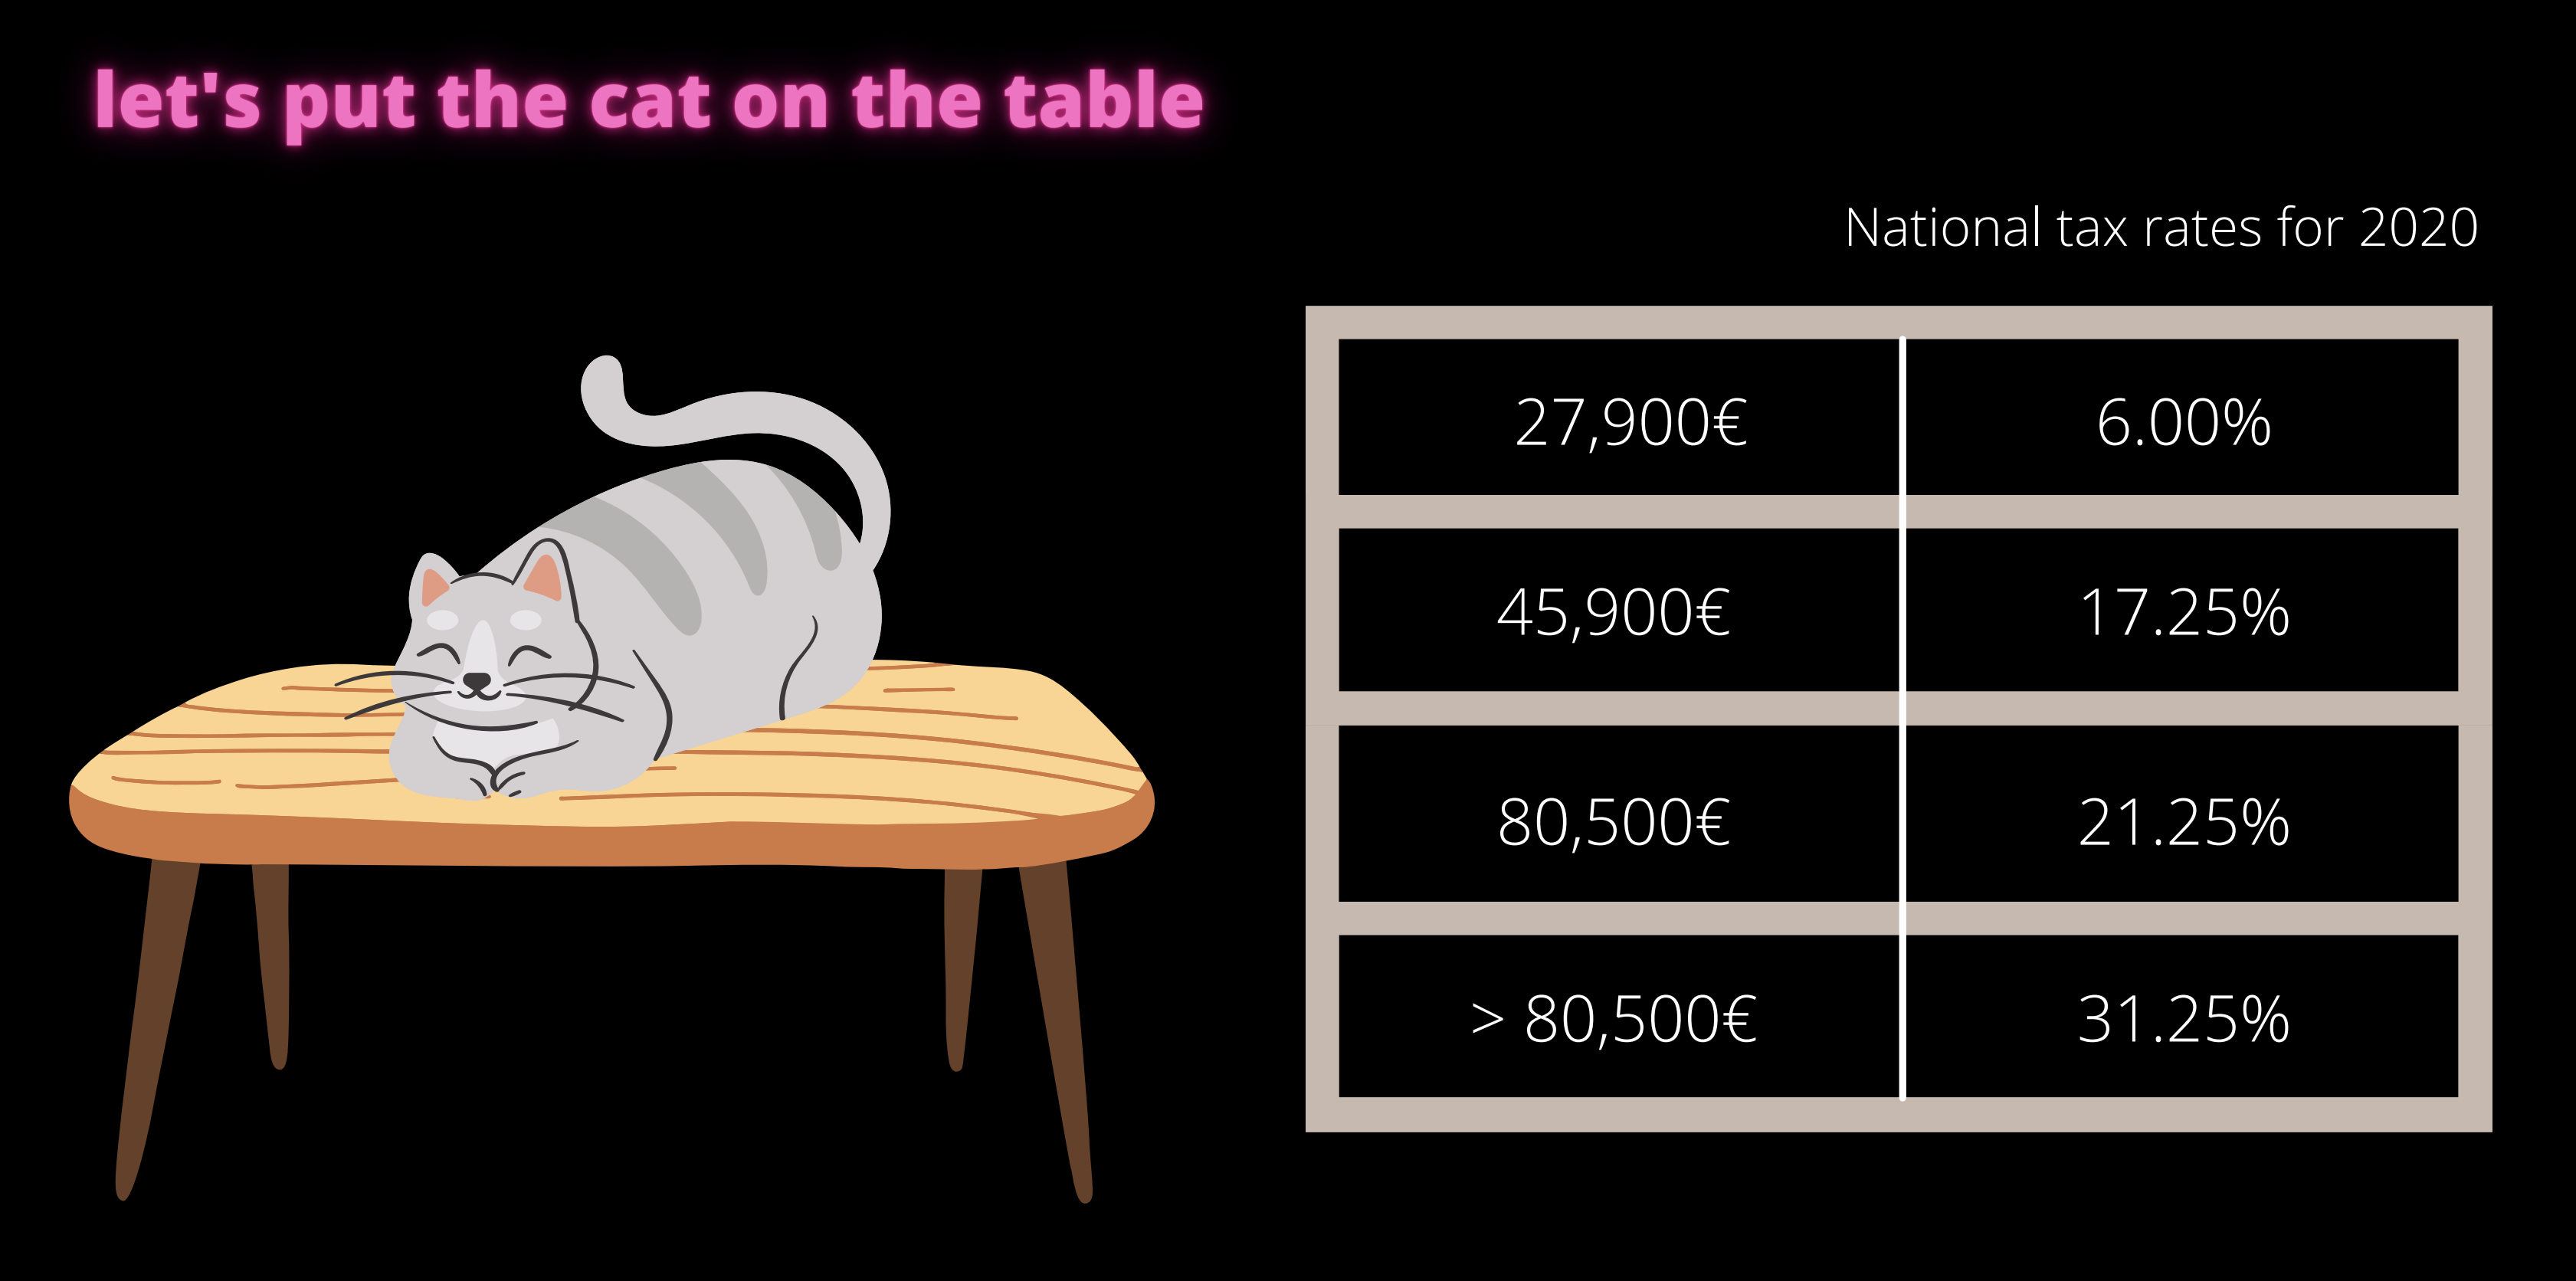 let's put the cat on the table
National tax rates for 2020
27,900€ 6.00%
45,900€ 17.25%
80,500€ 21.25%
> 80,500€ 31.25%